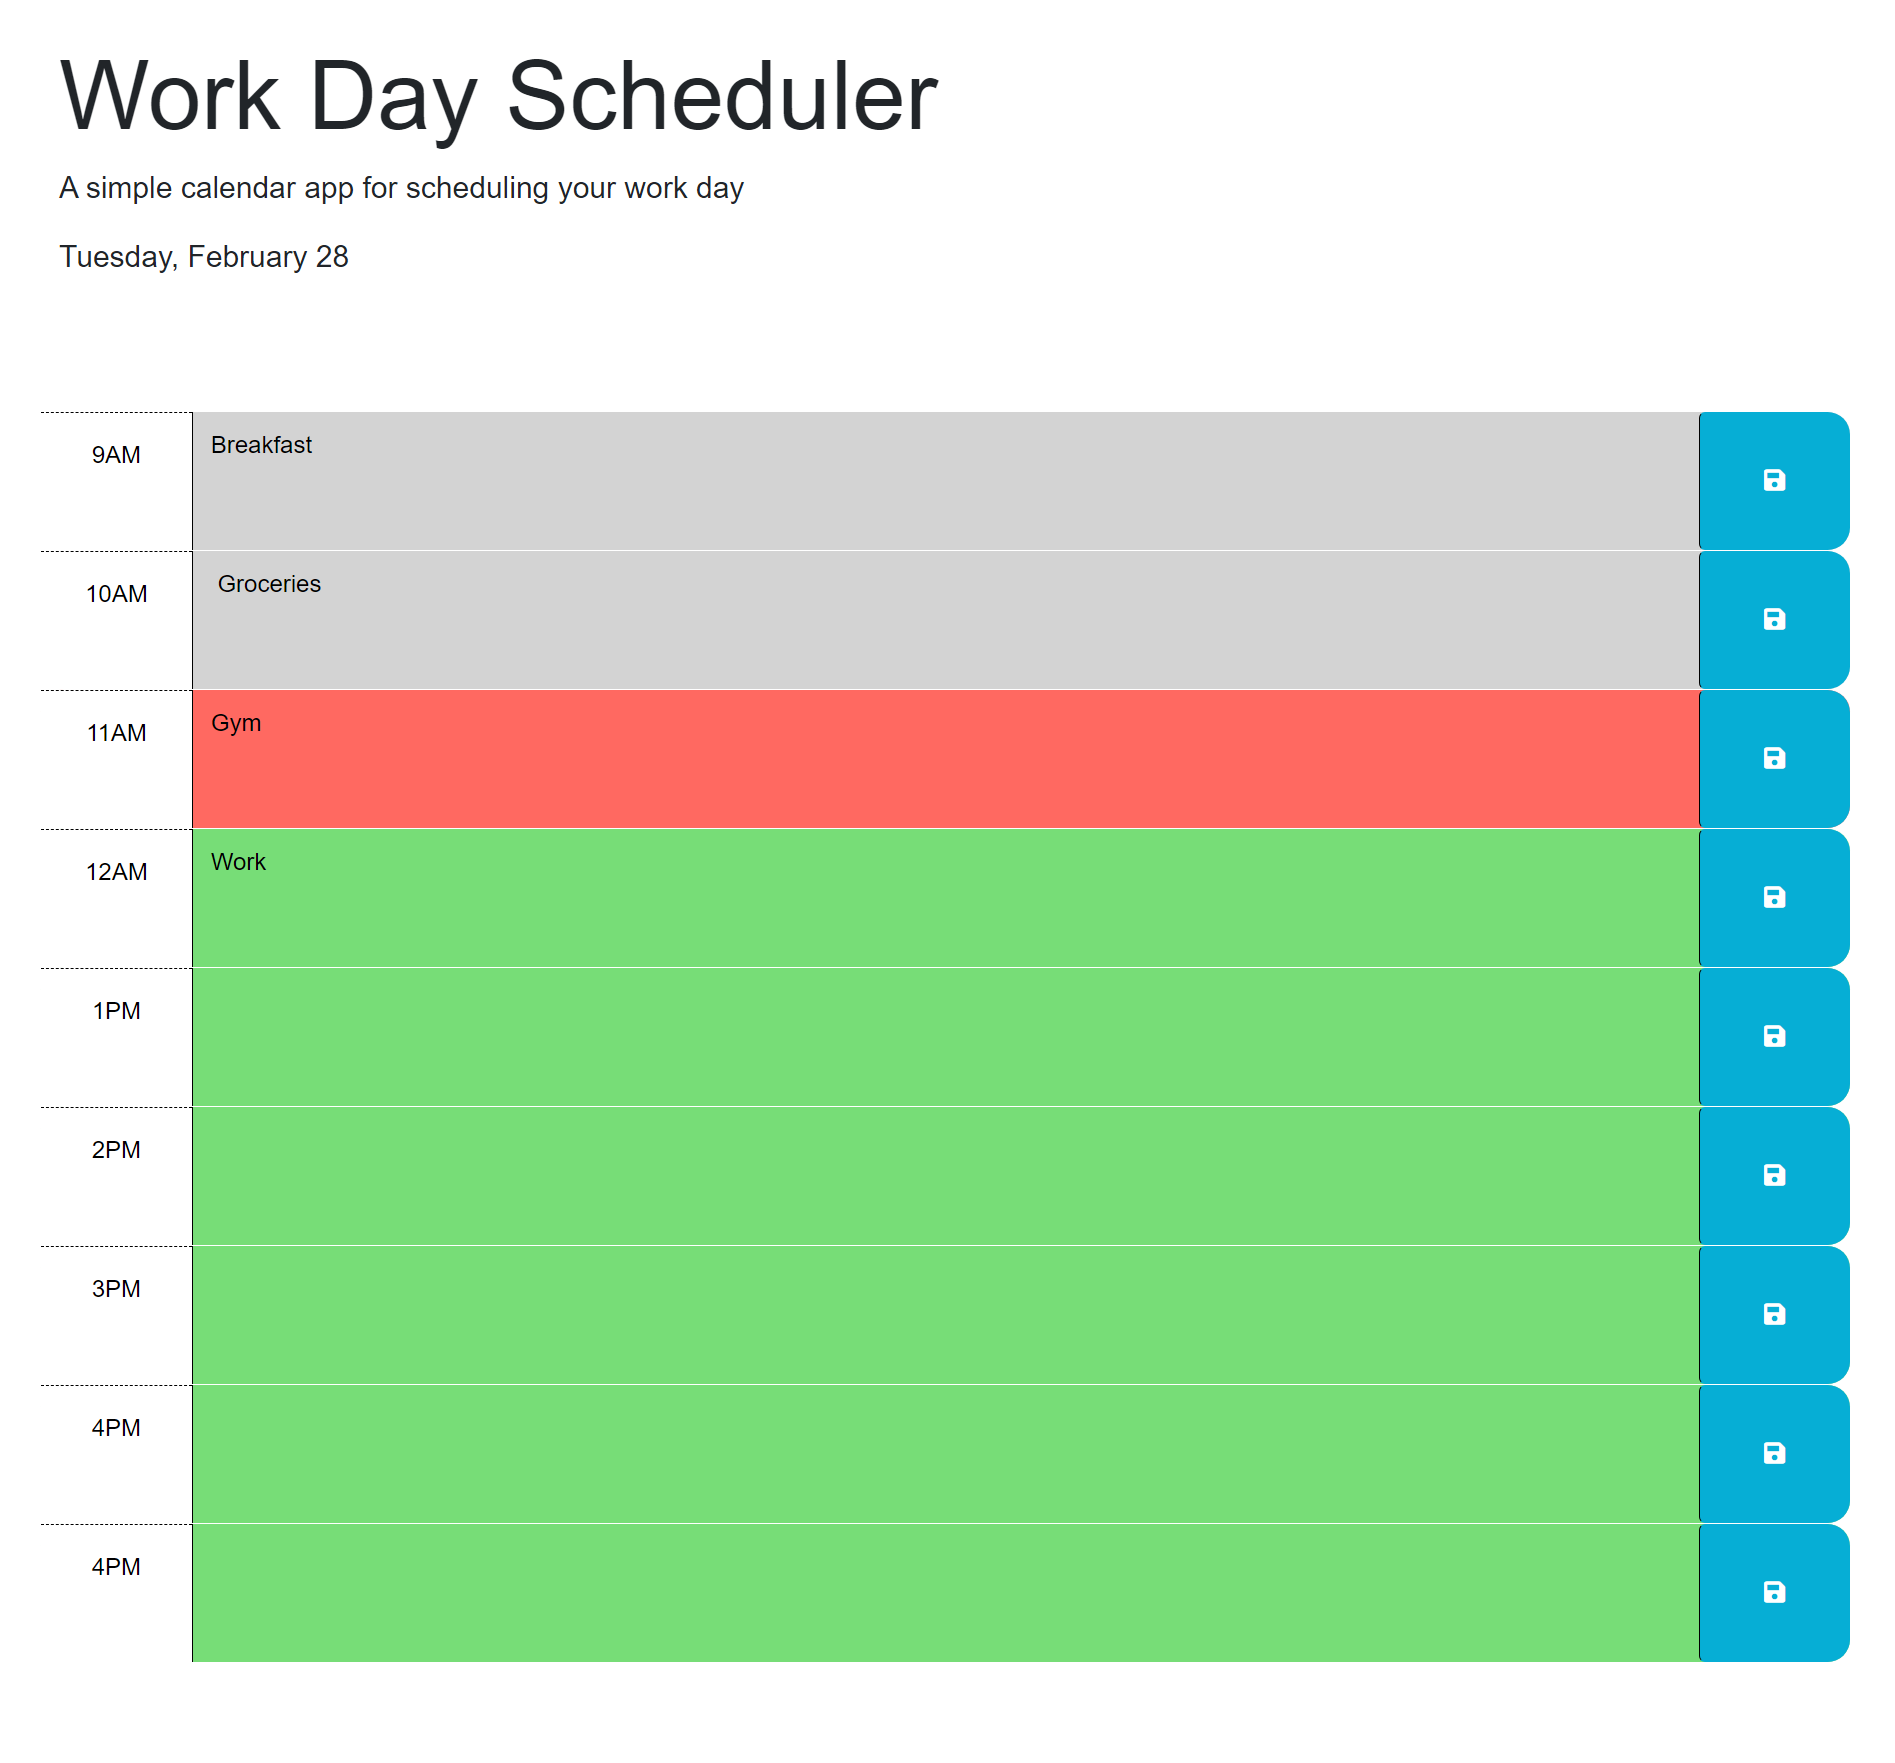 Work Day Scheduler
A simple calendar app for scheduling your work day
Tuesday, February 28
9AM Breakfast
10AM Groceries
11AM Gym
12AM Work
1PM
2PM
3PM
4PM
4PM